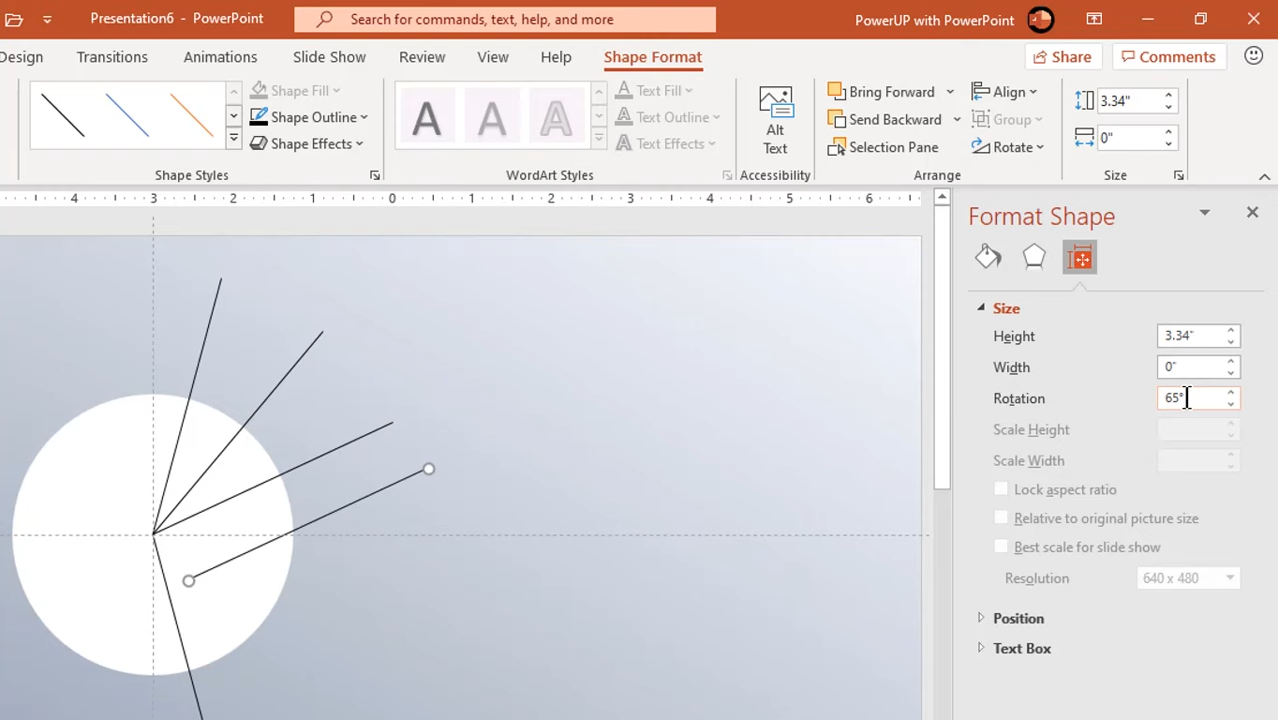 Presentation6 - PowerPoint
Search for commands, text, help, and more
PowerUP with PowerPoint
Design Transitions Animations Slide Show Review View Help Shape Format Share Comments
Shape Fill
Shape Outline
Shape Effects
Shape Styles
A A A
Text Fill
Text Outline
Text Effects
WordArt Styles
Alt
Text
Accessibility
Bring Forward
Send Backward
Selection Pane
Align
Group
Rotate
Arrange
3.34"
0"
Size
4 3 2 1 0 1 2 3 4 5 6
Format Shape
Size
Height 3.34"
Width 0"
Rotation 65°
Scale Height
Scale Width
Lock aspect ratio
Relative to original picture size
Best scale for slide show
Resolution 640 x 480
Position
Text Box